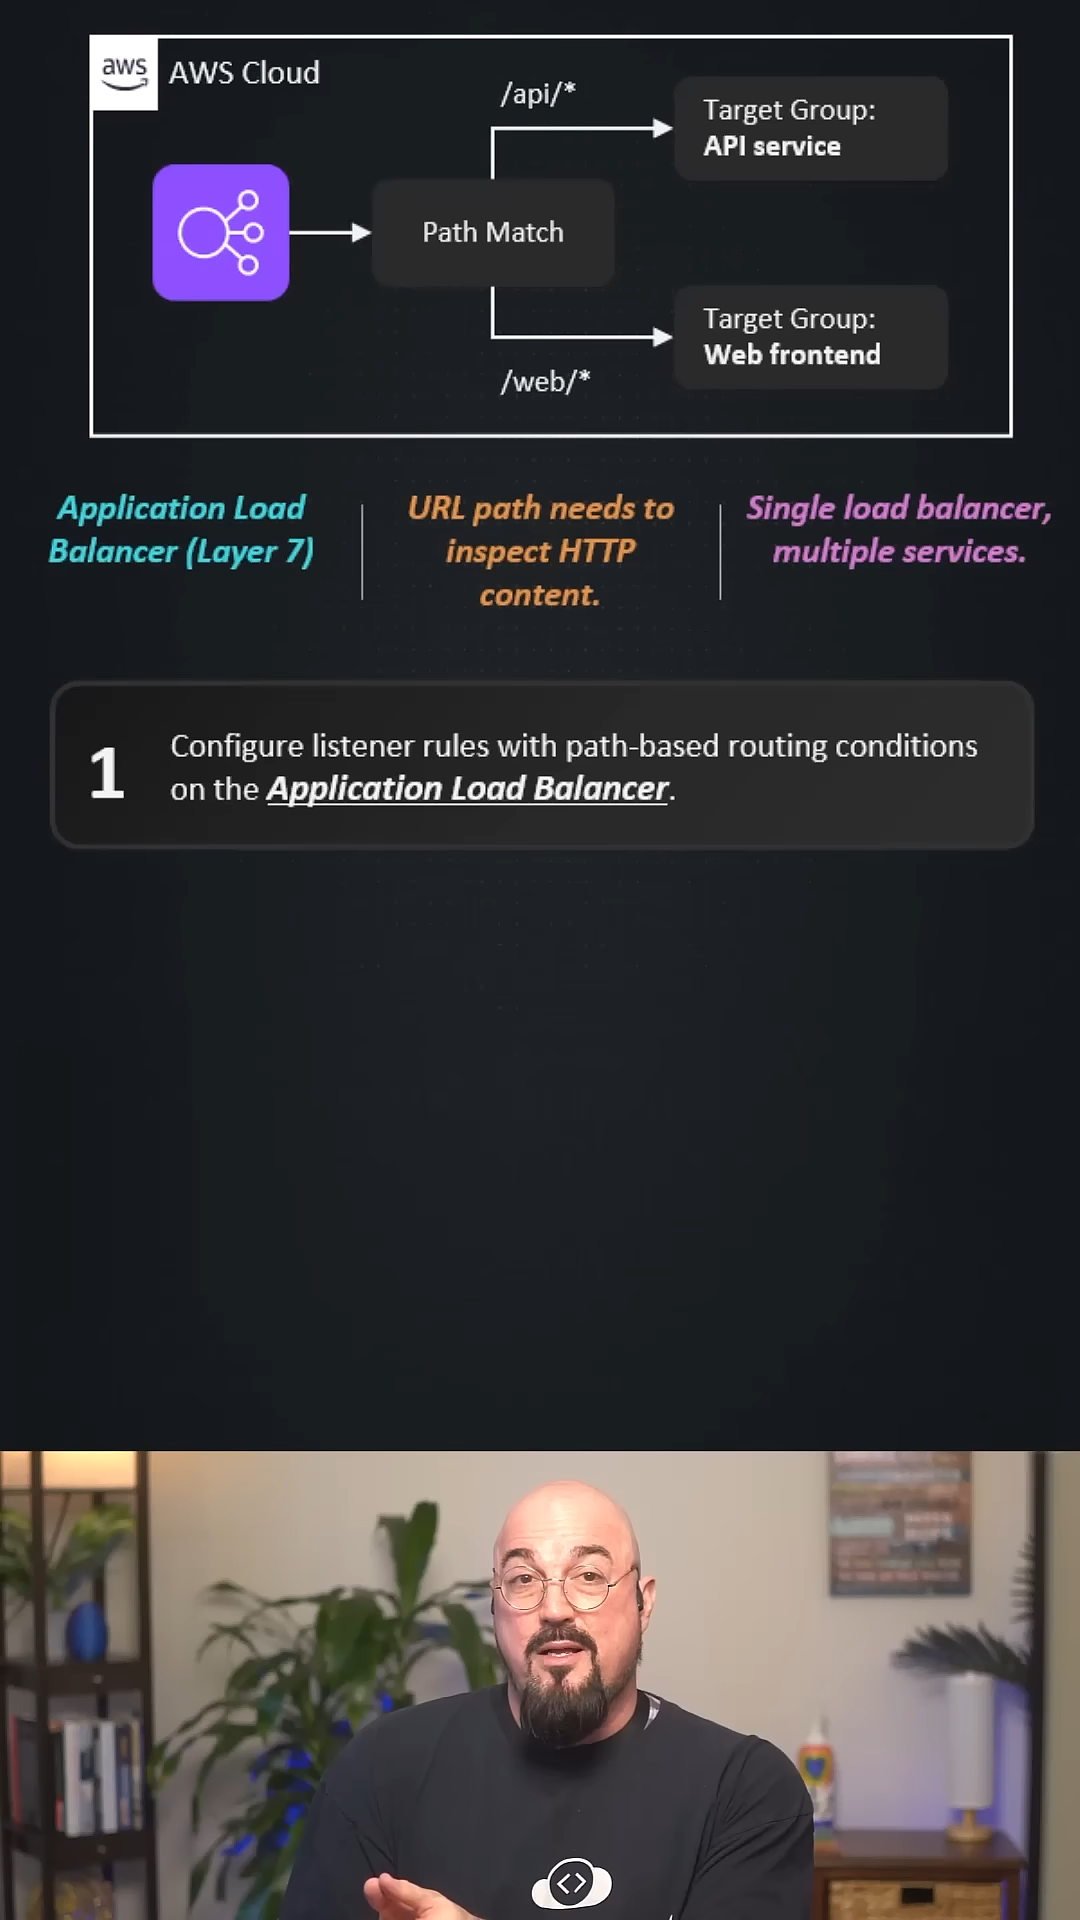 aws
AWS Cloud
/api/*
Target Group:
API service
Path Match
Target Group:
Web frontend
/web/*
Application Load
Balancer (Layer 7)
URL path needs to
inspect HTTP
content.
Single load balancer,
multiple services.
1
Configure listener rules with path-based routing conditions
on the Application Load Balancer.